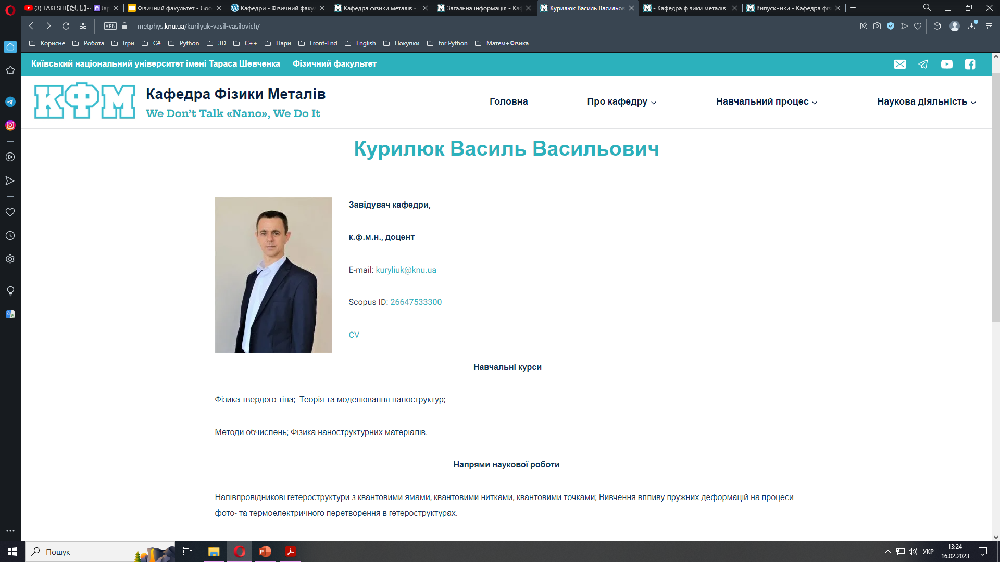 (3) TAKESHI【たけし】~ Jap
Фізичний факультет - Goo
Кафедри - Фізичний факу
Кафедра фізики металів -
Загальна інформація - Ка
Курилюк Василь Васильов
- Кафедра фізики металів
Випускники - Кафедра фіз
VPN
metphys.knu.ua/kurilyuk-vasil-vasilovich/
Корисне Робота Ігри C# Python 3D C++ Пари Front-End English Покупки for Python Матем+Фізика
Київський національний університет імені Тараса Шевченка Фізичний факультет
КФМ
Кафедра Фізики Металів
We Don’t Talk «Nano», We Do It
Головна Про кафедру Навчальний процес Наукова діяльність
Курилюк Василь Васильович
Завідувач кафедри,
к.ф.м.н., доцент
E-mail: kuryliuk@knu.ua
Scopus ID: 26647533300
CV
Навчальні курси
Фізика твердого тіла; Теорія та моделювання наноструктур;
Методи обчислень; Фізика наноструктурних матеріалів.
Напрями наукової роботи
Напівпровідникові гетероструктури з квантовими ямами, квантовими нитками, квантовими точками; Вивчення впливу пружних деформацій на процеси
фото- та термоелектричного перетворення в гетероструктурах.
Пошук
УКР
13:24
16.02.2023